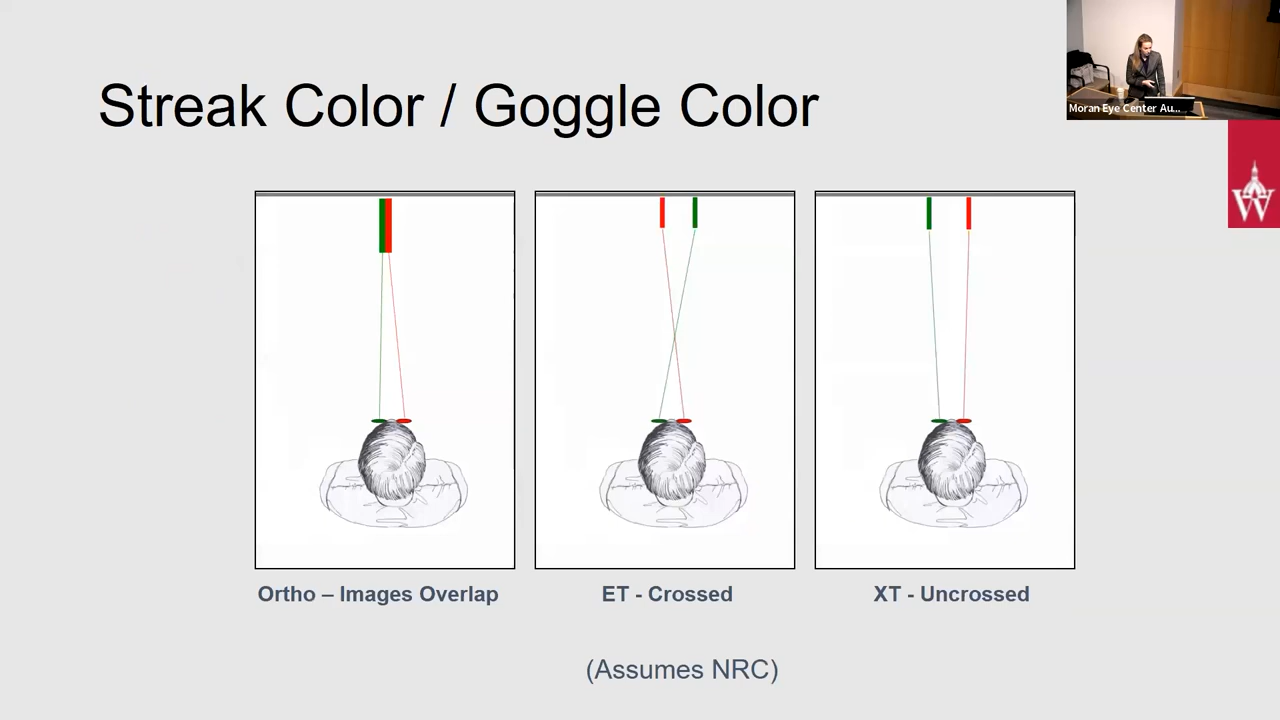 Streak Color / Goggle Color
Moran Eye Center Au...
W
Ortho – Images Overlap
ET - Crossed
XT - Uncrossed
(Assumes NRC)